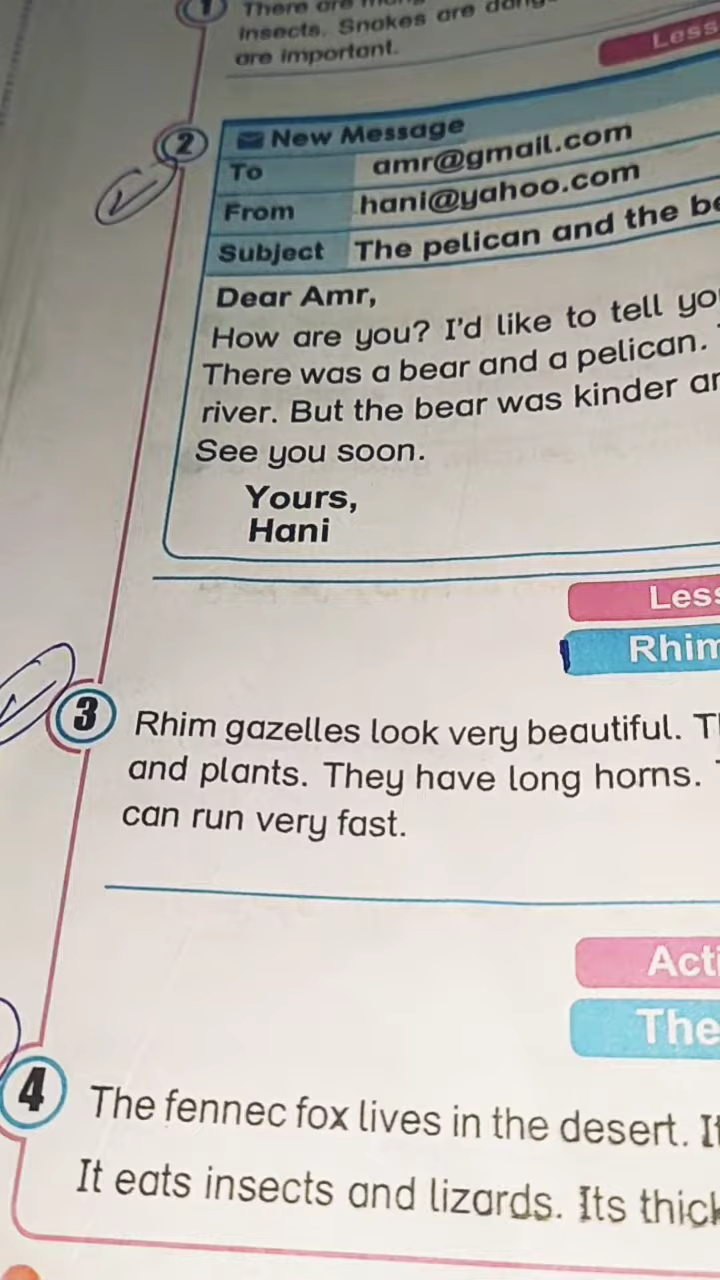 1 There are
insects. Snakes are
are important.
Less
2 New Message
To amr@gmail.com
From hani@yahoo.com
Subject The pelican and the be
Dear Amr,
How are you? I'd like to tell yo
There was a bear and a pelican.
river. But the bear was kinder
See you soon.
Yours,
Hani
Less
Rhim
3 Rhim gazelles look very beautiful. T
and plants. They have long horns.
can run very fast.
Acti
The
4 The fennec fox lives in the desert. It
It eats insects and lizards. Its thick